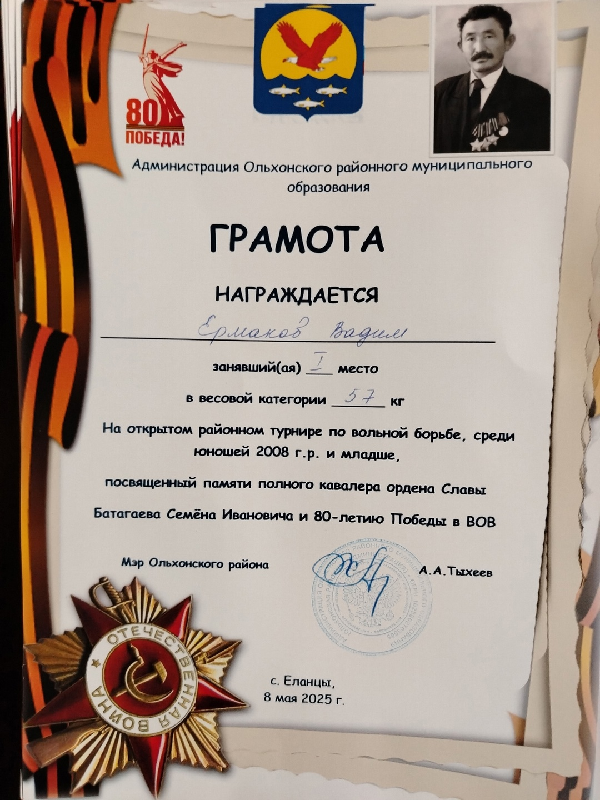 80
ПОБЕДА!
Администрация Ольхонского районного муниципального
образования
ГРАМОТА
НАГРАЖДАЕТСЯ
Ермаков Вадим
занявший(ая) I место
в весовой категории 57 кг
На открытом районном турнире по вольной борьбе, среди
юношей 2008 г.р. и младше,
посвященный памяти полного кавалера ордена Славы
Батагаева Семёна Ивановича и 80-летию Победы в ВОВ
Мэр Ольхонского района А.А.Тыхеев
ОТЕЧЕСТВЕННАЯ ВОЙНА
с. Еланцы,
8 мая 2025 г.